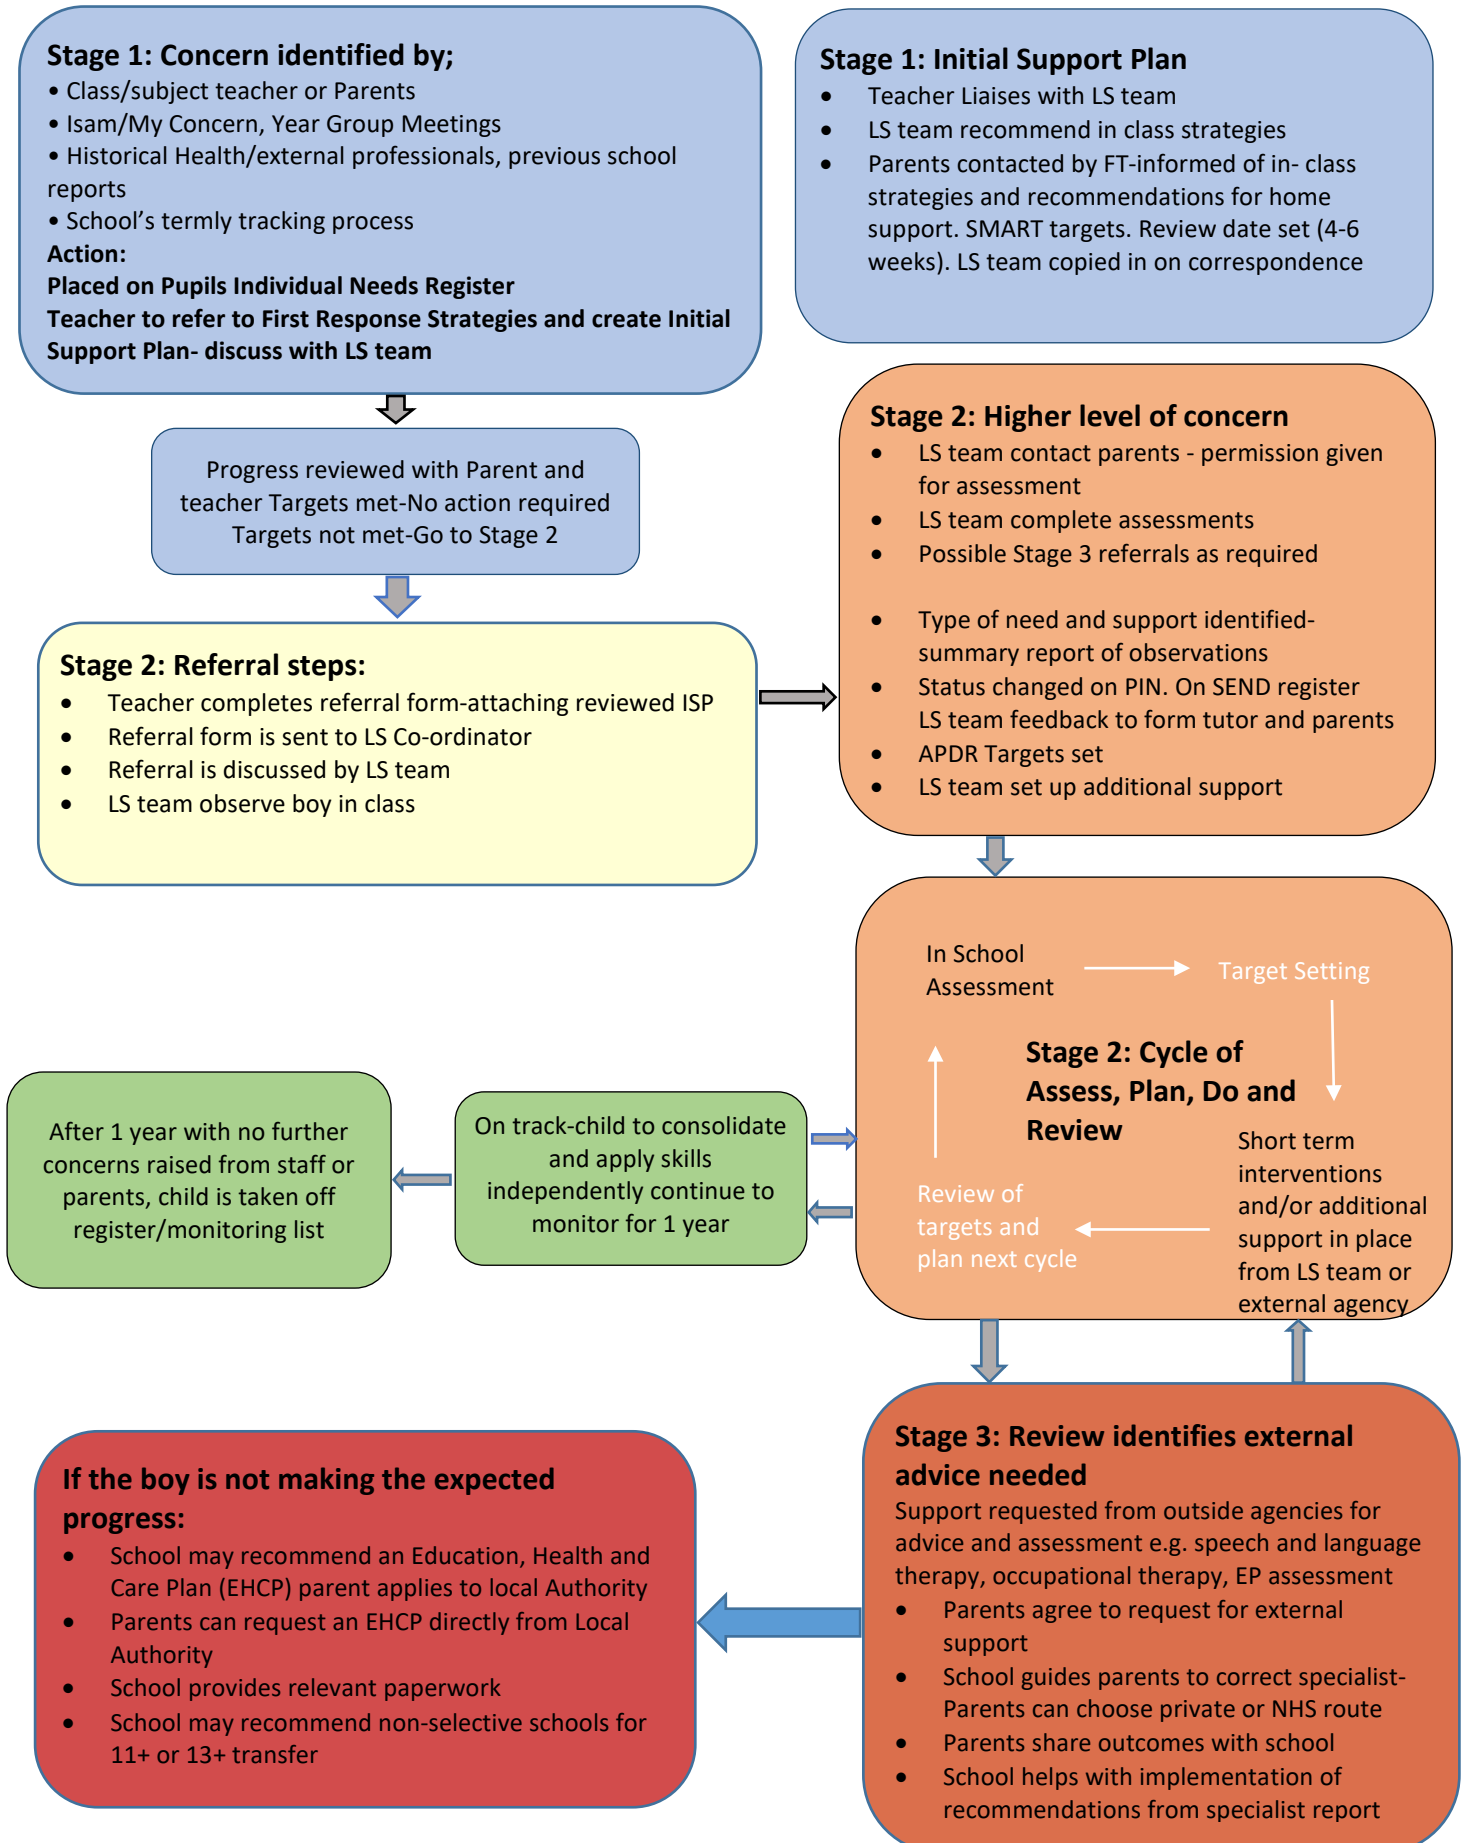 Stage 1: Concern identified by;
• Class/subject teacher or Parents
• Isam/My Concern, Year Group Meetings
• Historical Health/external professionals, previous school
reports
• School’s termly tracking process
Action:
Placed on Pupils Individual Needs Register
Teacher to refer to First Response Strategies and create Initial
Support Plan- discuss with LS team
Stage 1: Initial Support Plan
• Teacher Liaises with LS team
• LS team recommend in class strategies
• Parents contacted by FT-informed of in- class
strategies and recommendations for home
support. SMART targets. Review date set (4-6
weeks). LS team copied in on correspondence
Progress reviewed with Parent and
teacher Targets met-No action required
Targets not met-Go to Stage 2
Stage 2: Referral steps:
• Teacher completes referral form-attaching reviewed ISP
• Referral form is sent to LS Co-ordinator
• Referral is discussed by LS team
• LS team observe boy in class
Stage 2: Higher level of concern
• LS team contact parents - permission given
for assessment
• LS team complete assessments
• Possible Stage 3 referrals as required
• Type of need and support identified-
summary report of observations
• Status changed on PIN. On SEND register
LS team feedback to form tutor and parents
• APDR Targets set
• LS team set up additional support
In School
Assessment
Target Setting
Stage 2: Cycle of
Assess, Plan, Do and
Review
Short term
interventions
and/or additional
support in place
from LS team or
external agency
Review of
targets and
plan next cycle
On track-child to consolidate
and apply skills
independently continue to
monitor for 1 year
After 1 year with no further
concerns raised from staff or
parents, child is taken off
register/monitoring list
Stage 3: Review identifies external
advice needed
Support requested from outside agencies for
advice and assessment e.g. speech and language
therapy, occupational therapy, EP assessment
• Parents agree to request for external
support
• School guides parents to correct specialist-
Parents can choose private or NHS route
• Parents share outcomes with school
• School helps with implementation of
recommendations from specialist report
If the boy is not making the expected
progress:
• School may recommend an Education, Health and
Care Plan (EHCP) parent applies to local Authority
• Parents can request an EHCP directly from Local
Authority
• School provides relevant paperwork
• School may recommend non-selective schools for
11+ or 13+ transfer